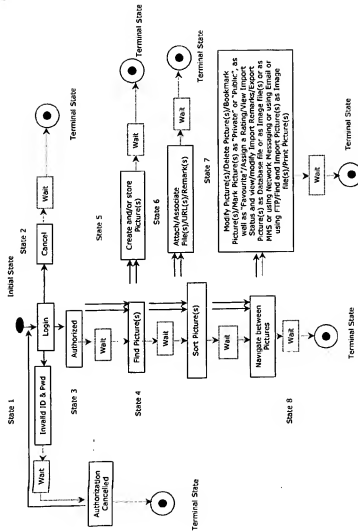 Initial State
State 1
State 2
Login
Cancel
Wait
Terminal State
Invalid ID & Pwd
Wait
Authorization
Cancelled
Terminal State
State 3
Authorized
Wait
State 4
Find Picture(s)
Wait
Sort Picture(s)
Wait
Navigate between
Pictures
State 8
Wait
Terminal State
State 5
Create and/or store
Picture(s)
Wait
Terminal State
State 6
Attach/Associate
File(s)/URL(s)/Remark(s)
Wait
Terminal State
State 7
Modify Picture(s)/Delete Picture(s)/Bookmark
Picture(s)/Mark Picture(s) as "Private" or "Public", as
well as "Favourite"/Assign a Rating/View Import
Status and view/modify Import Remarks/Export
Picture(s) as Database file or as Image file(s) or as
MMS or using Network Messaging or using Email or
using FTP/Find and Import Picture(s) as Image
file(s)/Print Picture(s)
Wait
Terminal State